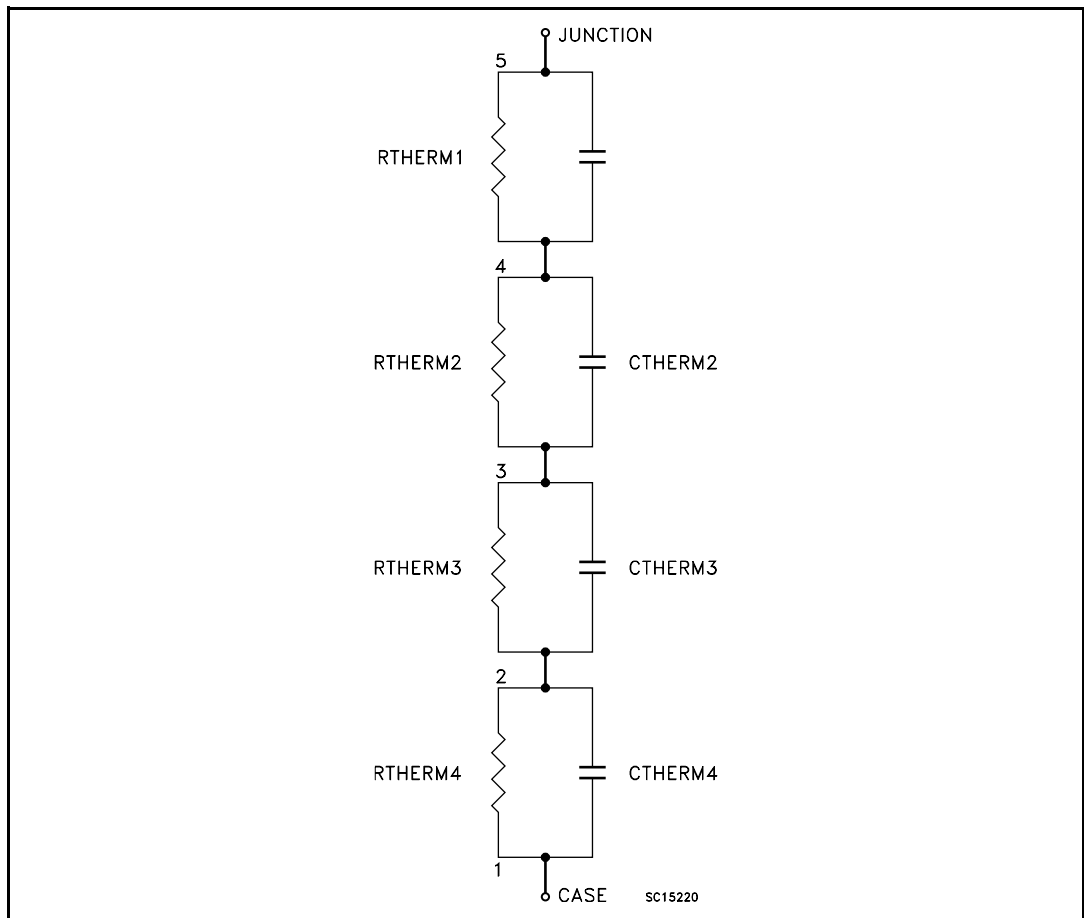 JUNCTION
5
RTHERM1
4
RTHERM2 CTHERM2
3
RTHERM3 CTHERM3
2
RTHERM4 CTHERM4
1
CASE SC15220